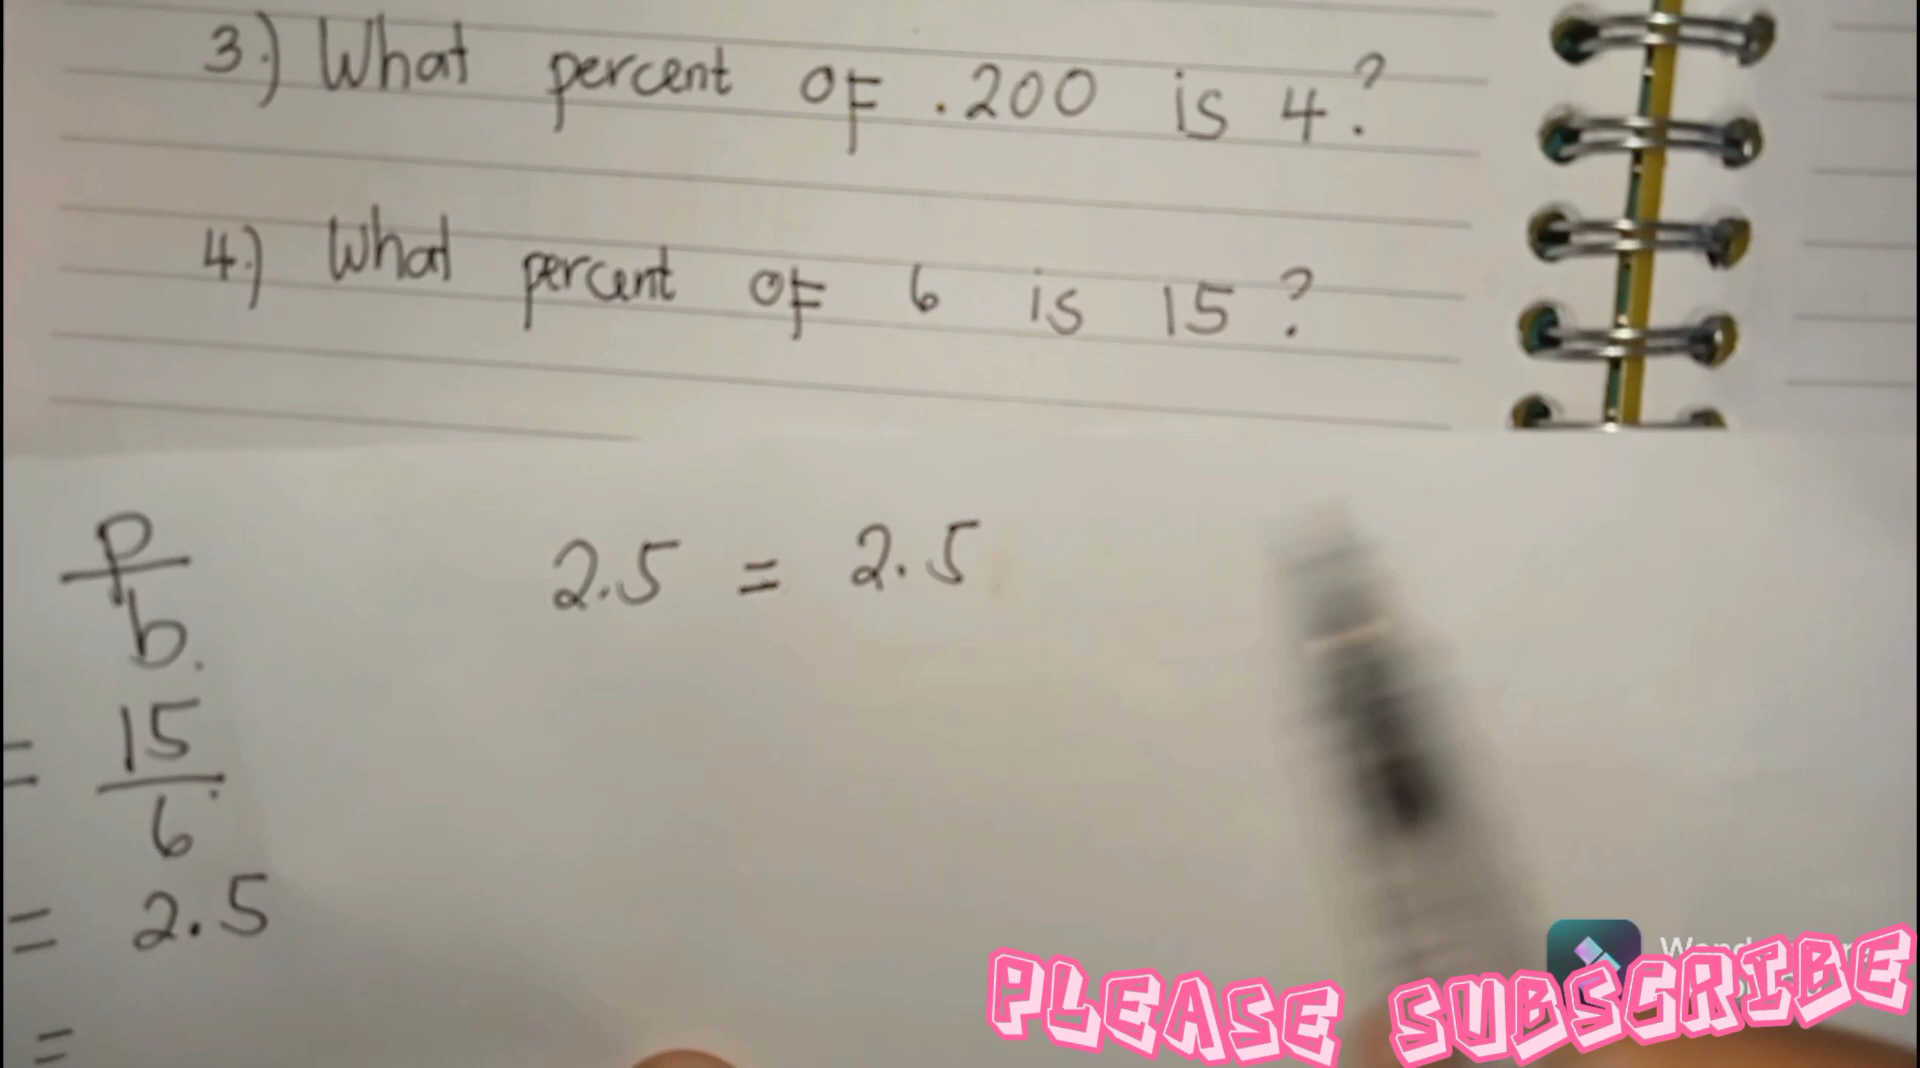 3.) What percent OF .200 is 4?
4.) What percent OF 6 is 15?
p
b.
2.5 = 2.5
= 15
6
= 2.5
=
PLEASE SUBSCRIBE